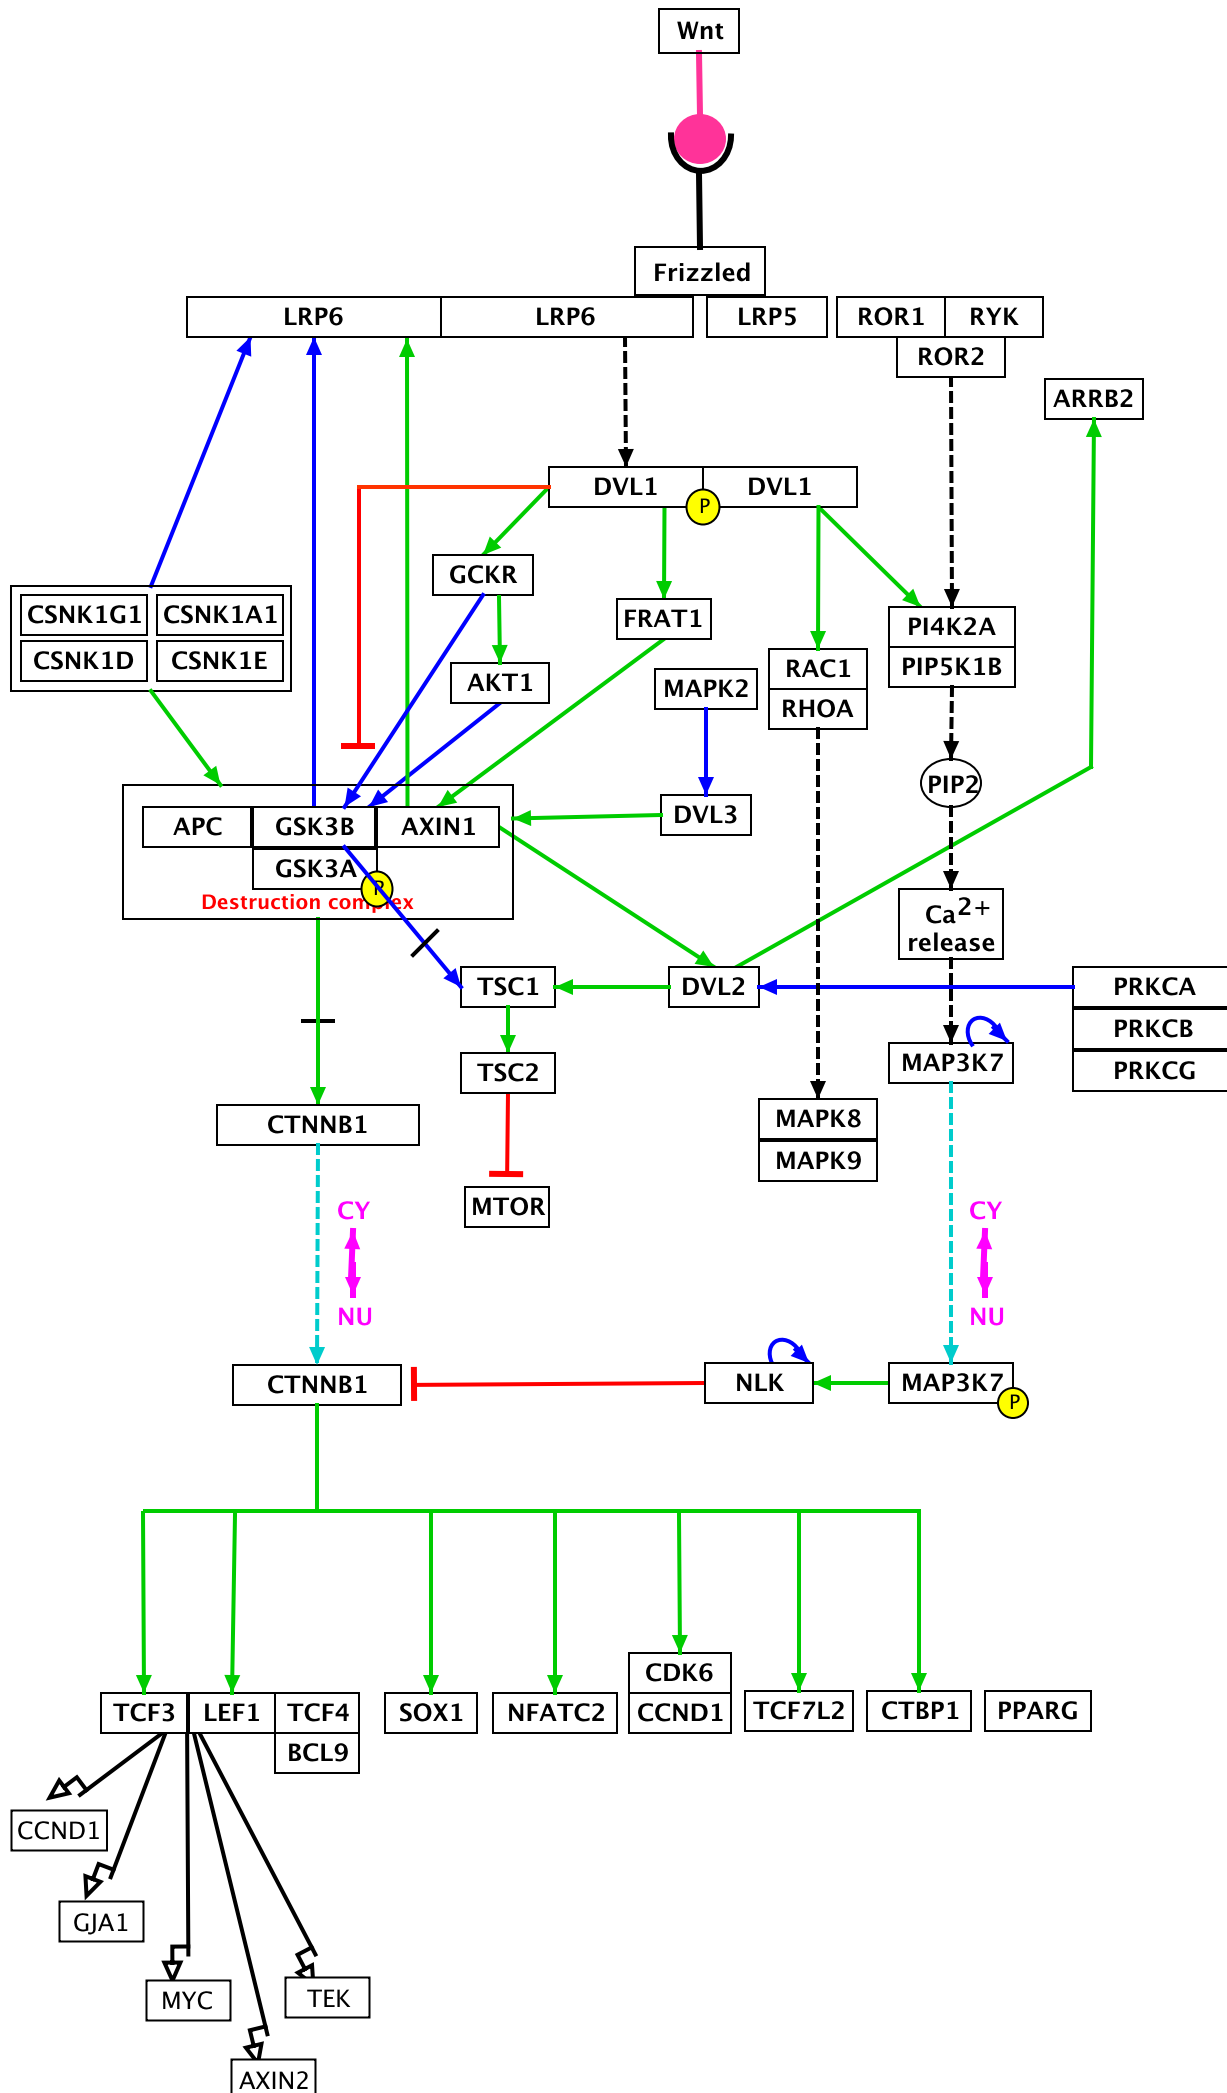 Wnt
Frizzled
LRP6
LRP6
LRP5
ROR1
RYK
ROR2
ARRB2
DVL1
DVL1
P
GCKR
CSNK1G1
CSNK1A1
FRAT1
PI4K2A
CSNK1D
CSNK1E
AKT1
MAPK2
RAC1
PIP5K1B
RHOA
PIP2
APC
GSK3B
AXIN1
DVL3
GSK3A
P
Destruction complex
Ca2+
release
TSC1
DVL2
PRKCA
PRKCB
TSC2
MAP3K7
PRKCG
CTNNB1
MAPK8
MAPK9
MTOR
CY
CY
NU
NU
CTNNB1
NLK
MAP3K7
P
CDK6
TCF3
LEF1
TCF4
SOX1
NFATC2
CCND1
TCF7L2
CTBP1
PPARG
BCL9
CCND1
GJA1
MYC
TEK
AXIN2